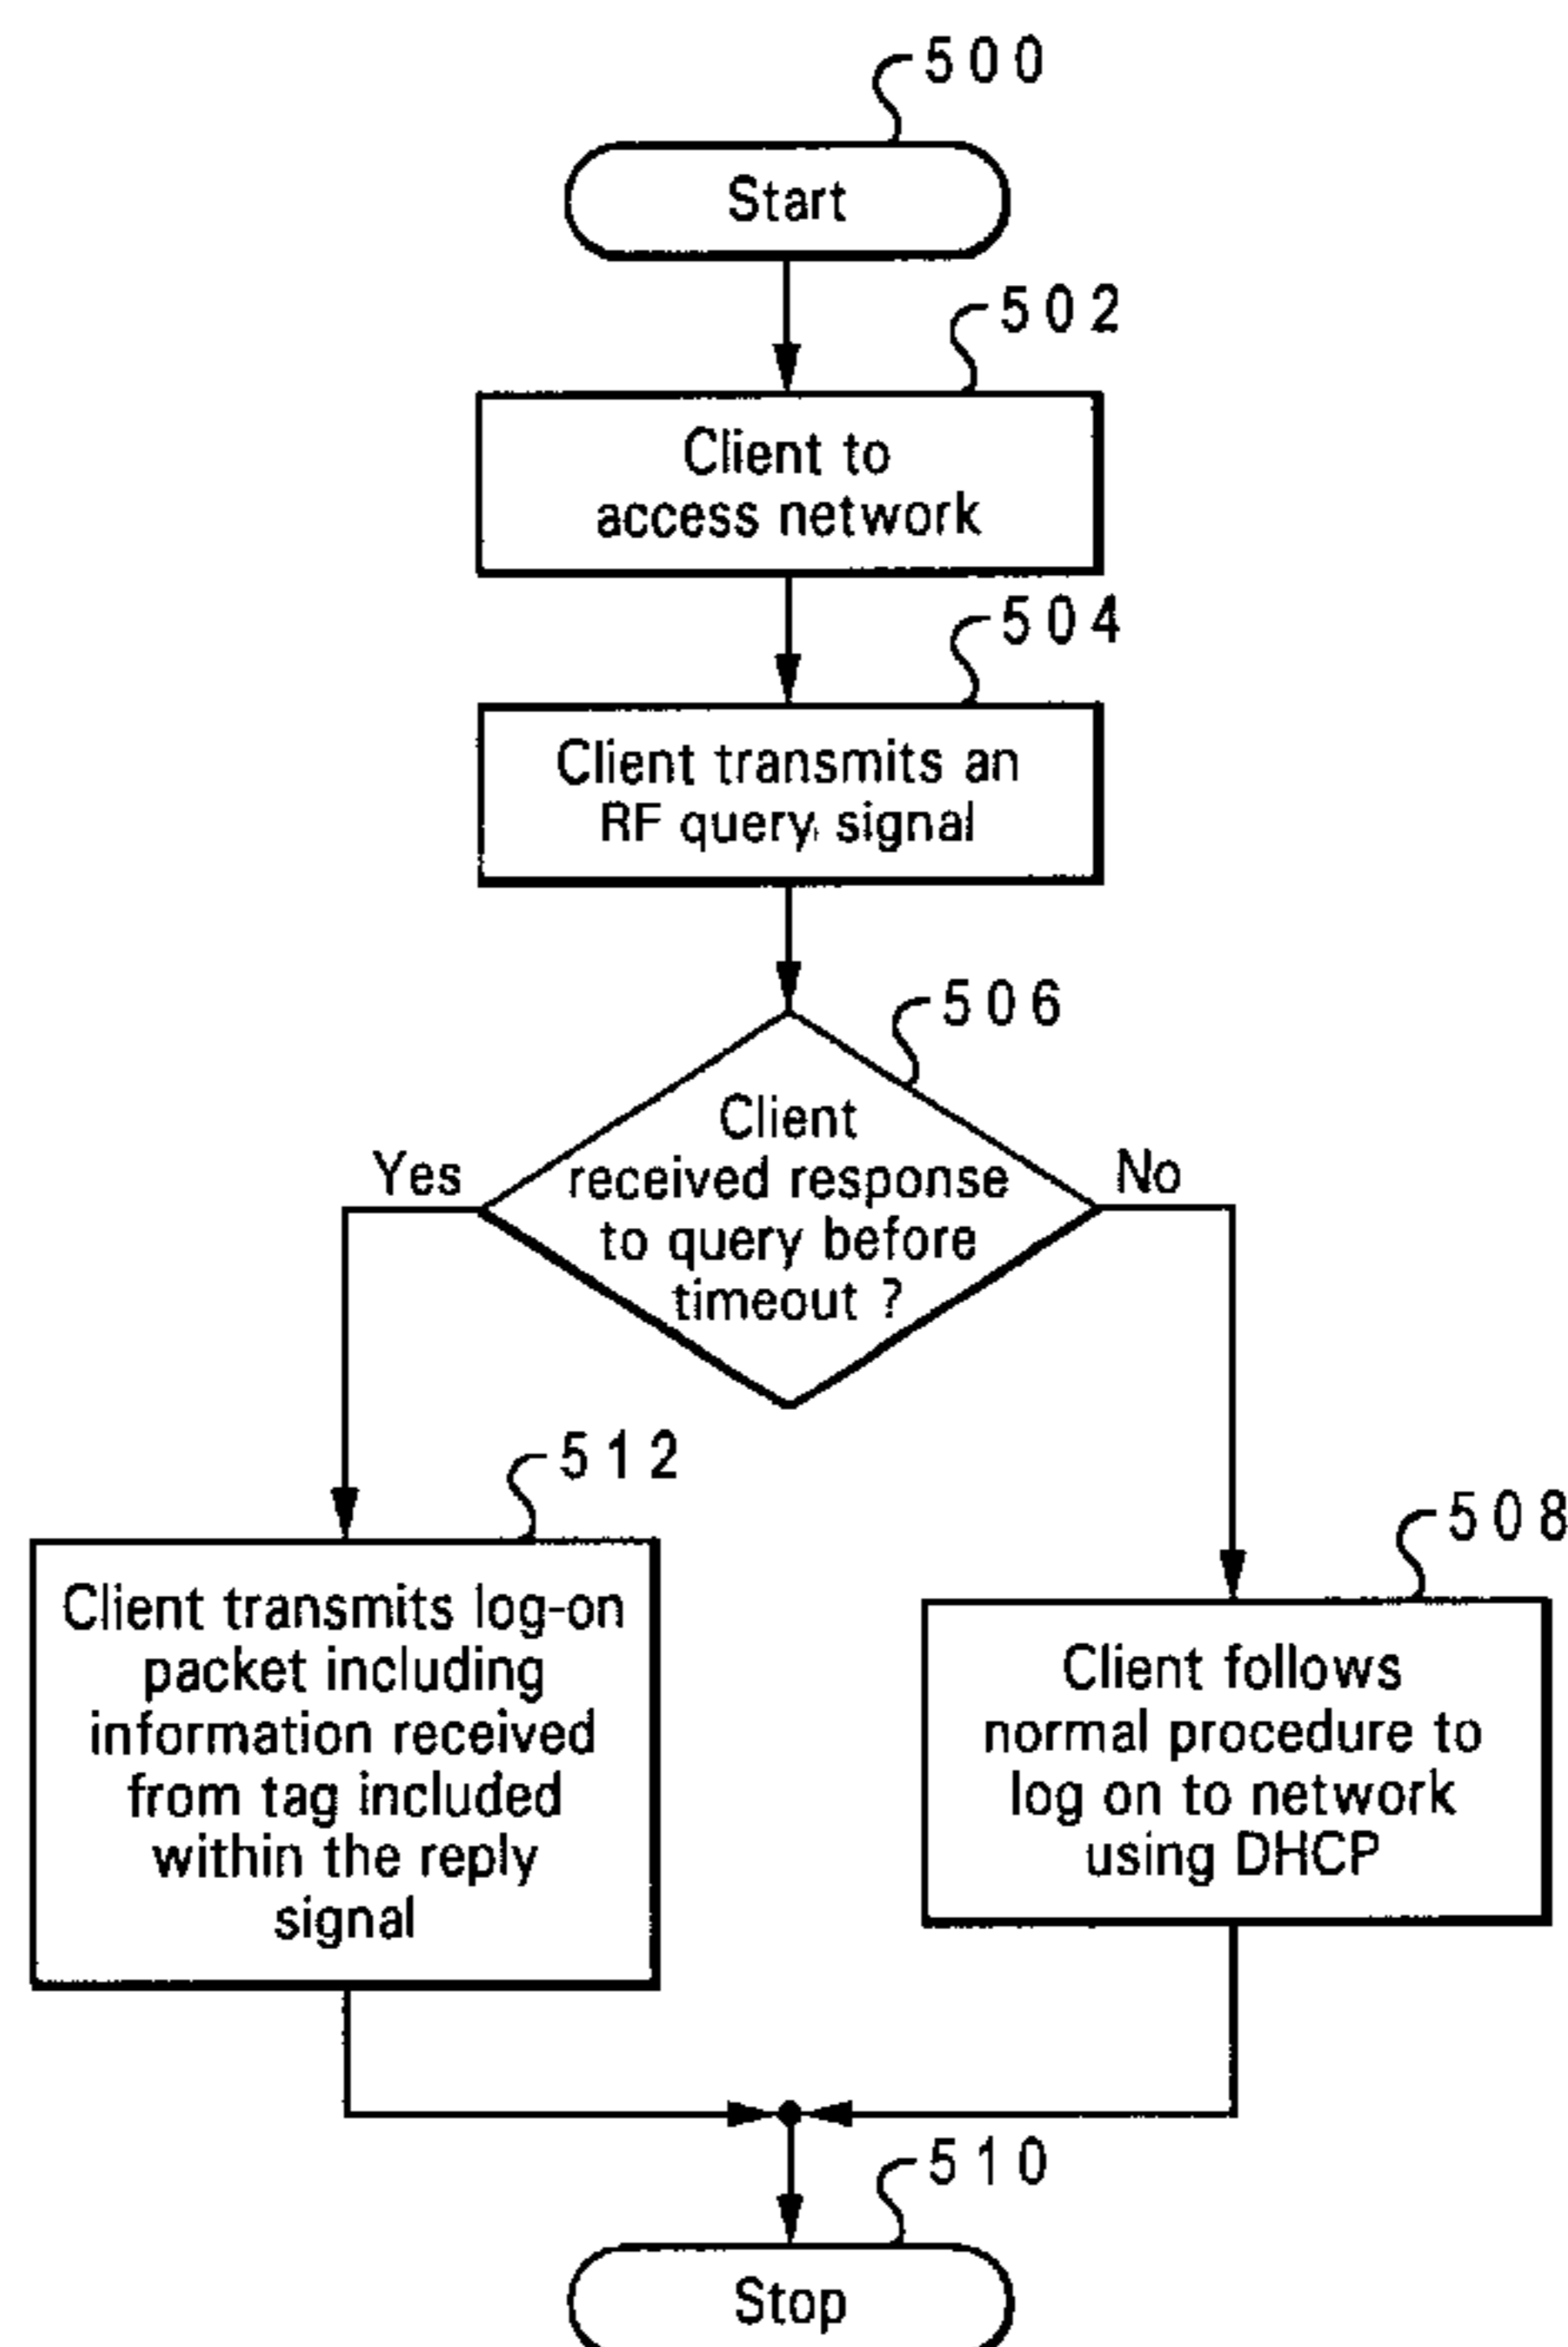 500
Start
502
Client to
access network
504
Client transmits an
RF query signal
506
Client
received response
to query before
timeout ?
Yes
No
512
Client transmits log-on
packet including
information received
from tag included
within the reply
signal
508
Client follows
normal procedure to
log on to network
using DHCP
510
Stop